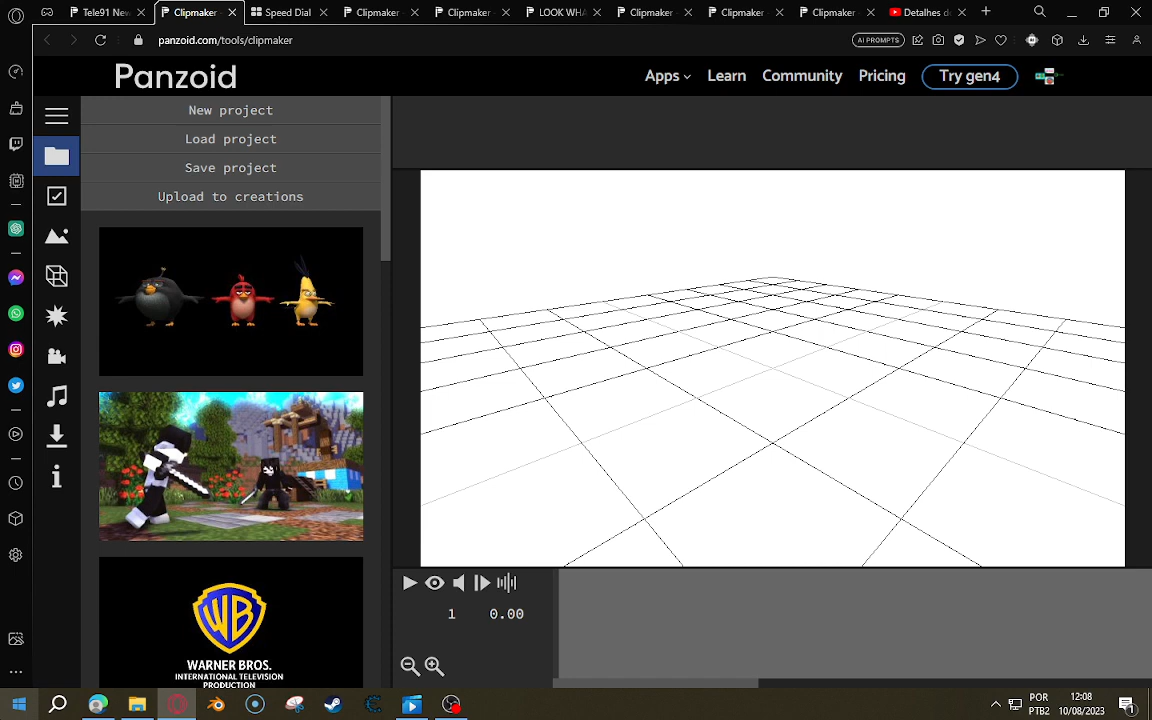 Tele91 New
Clipmaker -
Speed Dial
Clipmaker
Clipmaker -
LOOK WHA
Clipmaker -
Clipmaker -
Clipmaker -
Detalhes d
panzoid.com/tools/clipmaker
AI PROMPTS
Panzoid
Apps
Learn
Community
Pricing
Try gen4
New project
Load project
Save project
Upload to creations
WB
WARNER BROS.
INTERNATIONAL TELEVISION
PRODUCTION
1
0.00
POR
PTB2
12:08
10/08/2023
1